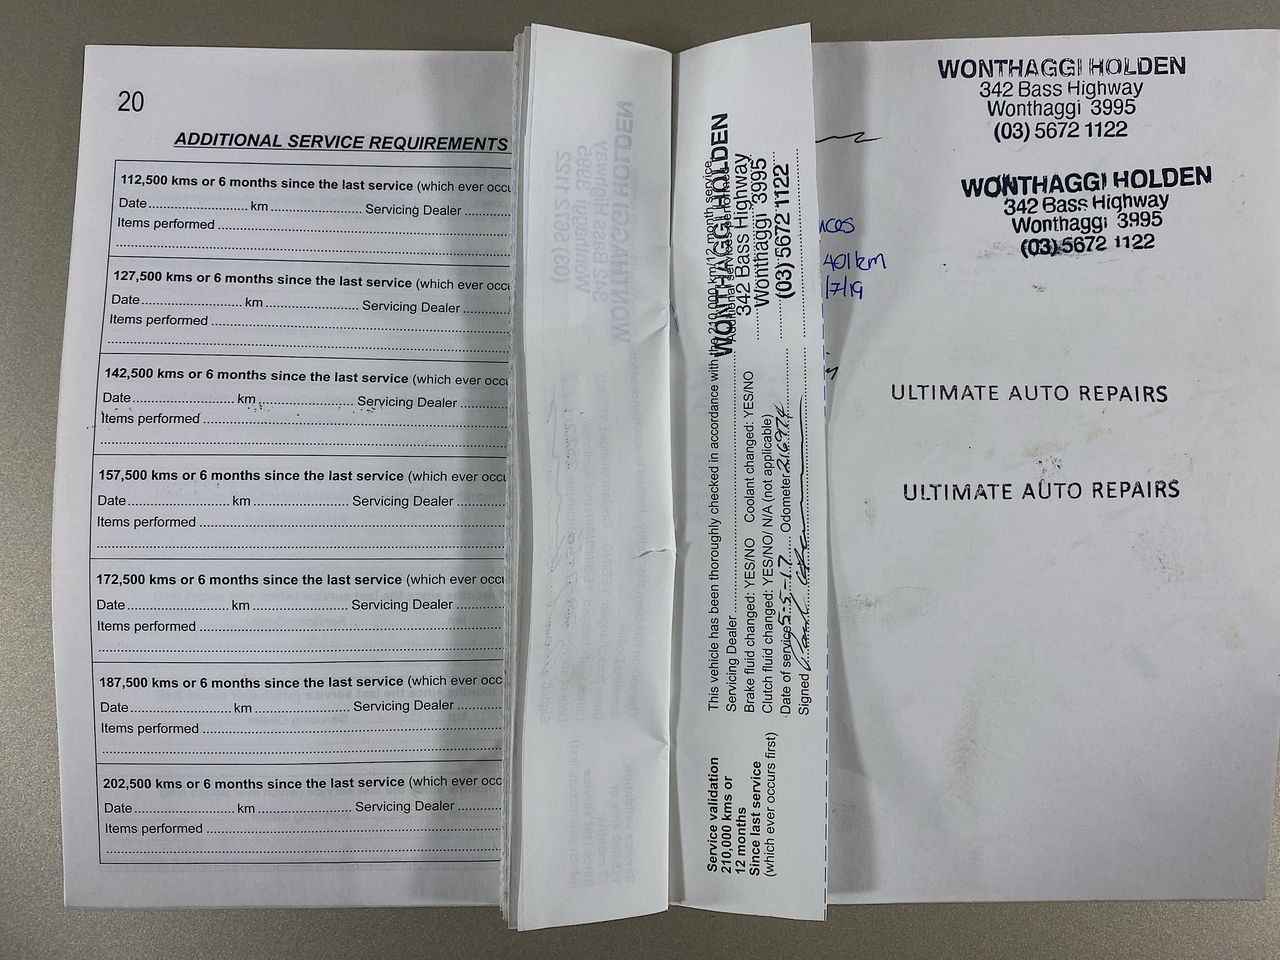 20
ADDITIONAL SERVICE REQUIREMENTS
112,500 kms or 6 months since the last service (which ever occu
Date km Servicing Dealer
Items performed
127,500 kms or 6 months since the last service (which ever occu
Date km Servicing Dealer
Items performed
142,500 kms or 6 months since the last service (which ever occu
Date km Servicing Dealer
Items performed
157,500 kms or 6 months since the last service (which ever occu
Date km Servicing Dealer
Items performed
172,500 kms or 6 months since the last service (which ever occu
Date km Servicing Dealer
Items performed
187,500 kms or 6 months since the last service (which ever occ
Date km Servicing Dealer
Items performed
202,500 kms or 6 months since the last service (which ever occ
Date km Servicing Dealer
Items performed
Service validation
210,000 kms or
12 months
Since last service
(which ever occurs first)
This vehicle has been thoroughly checked in accordance with the 210,000 km/12 month service
Servicing Dealer
Brake fluid changed: YES/NO Coolant changed: YES/NO
Clutch fluid changed: YES/NO/ N/A (not applicable)
Date of service 5-5-17 Odometer 216974
Signed
WONTHAGGI HOLDEN
342 Bass Highway
Wonthaggi 3995
(03) 5672 1122
401km
/7/19
WONTHAGGI HOLDEN
342 Bass Highway
Wonthaggi 3995
(03) 5672 1122
WONTHAGGI HOLDEN
342 Bass Highway
Wonthaggi 3995
(03) 5672 1122
ULTIMATE AUTO REPAIRS
ULTIMATE AUTO REPAIRS